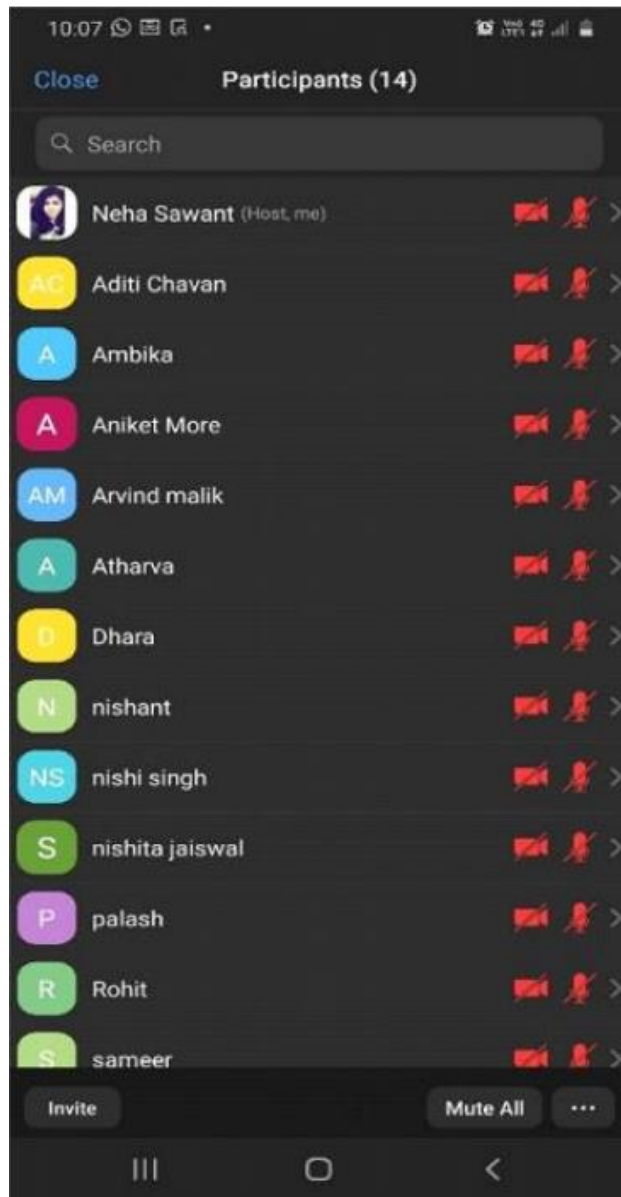 10:07
Close Participants (14)
Search
Neha Sawant (Host, me)
AC Aditi Chavan
A Ambika
A Aniket More
AM Arvind malik
A Atharva
D Dhara
N nishant
NS nishi singh
S nishita jaiswal
P palash
R Rohit
S sameer
Invite Mute All ...